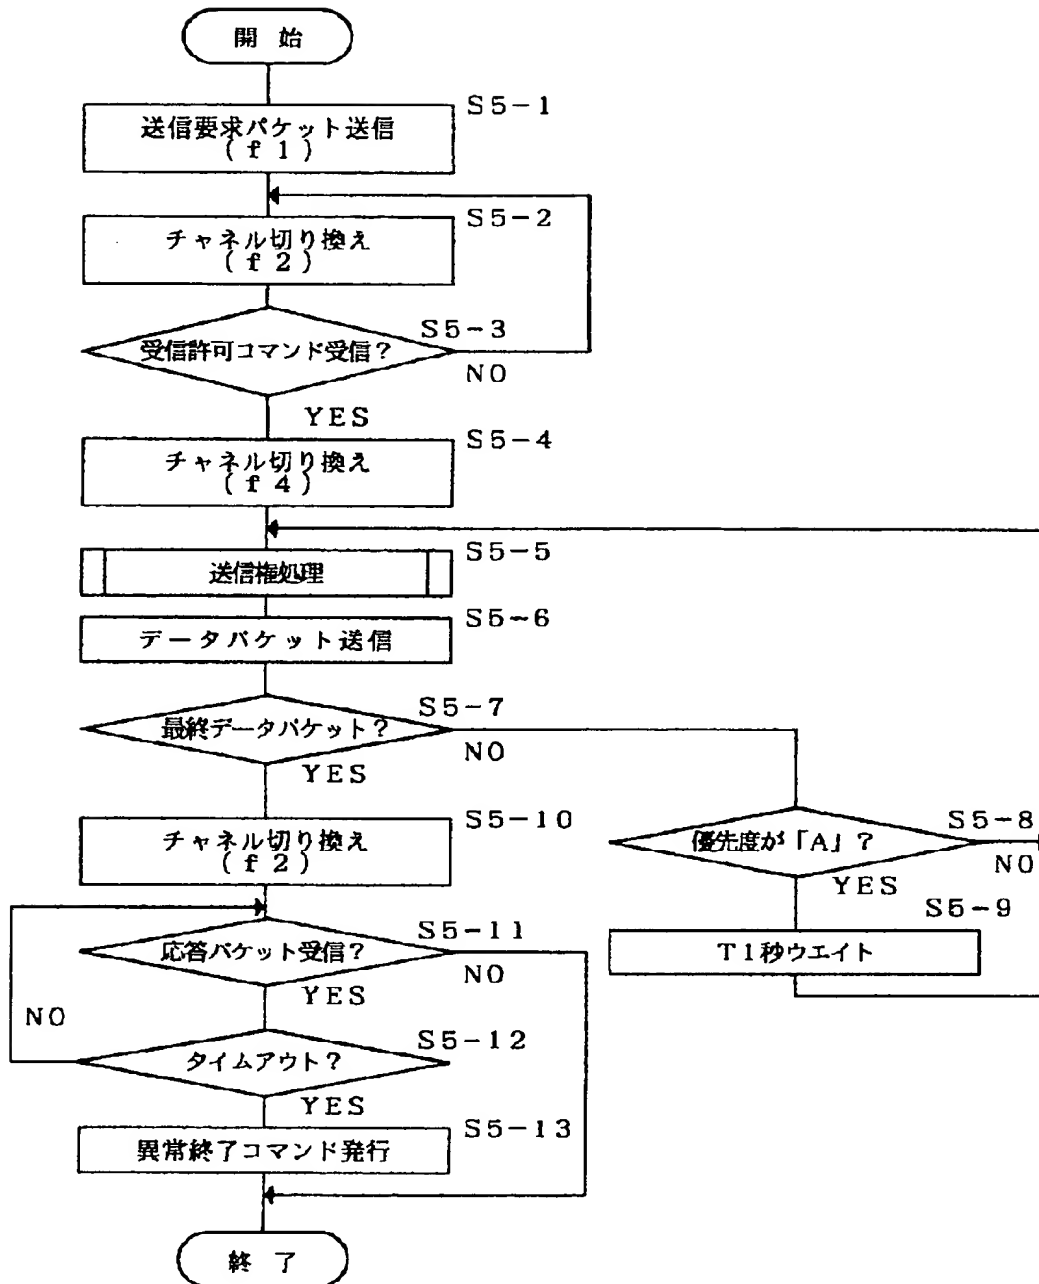 開始
S5-1
送信要求パケット送信
(f1)
S5-2
チャネル切り換え
(f2)
S5-3
受信許可コマンド受信?
NO
YES
S5-4
チャネル切り換え
(f4)
S5-5
送信権処理
S5-6
データパケット送信
S5-7
最終データパケット?
NO
YES
S5-8
優先度が「A」?
NO
YES
S5-9
T1秒ウエイト
S5-10
チャネル切り換え
(f2)
S5-11
応答パケット受信?
NO
YES
NO
S5-12
タイムアウト?
YES
S5-13
異常終了コマンド発行
終了